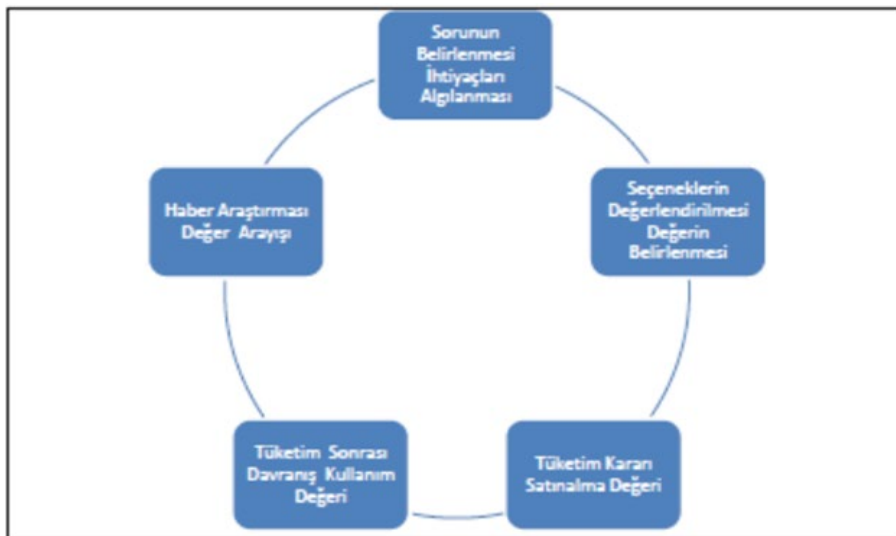 Sorunun
Belirlenmesi
İhtiyaçları
Algılanması
Seçeneklerin
Değerlendirilmesi
Değerin
Belirlenmesi
Tüketim Kararı
Satınalma Değeri
Tüketim Sonrası
Davranış Kullanım
Değeri
Haber Araştırması
Değer Arayışı